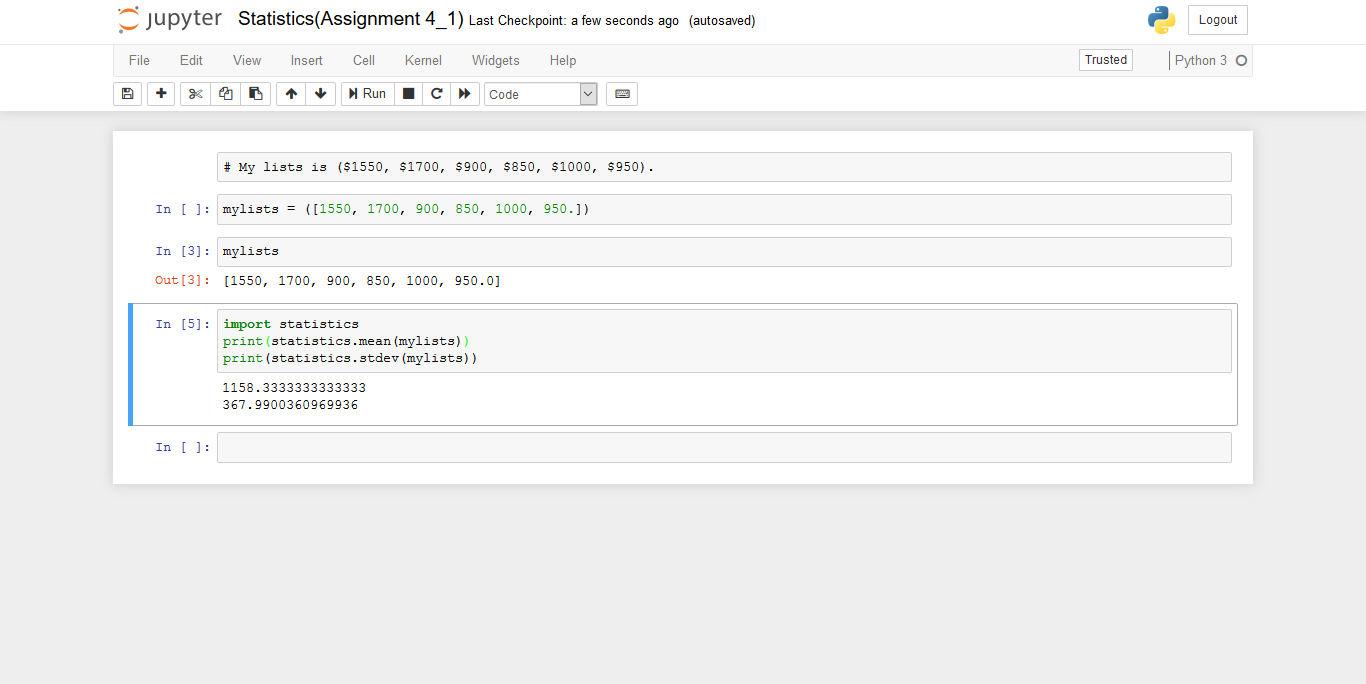 jupyter Statistics(Assignment 4_1) Last Checkpoint: a few seconds ago (autosaved) Logout
File Edit View Insert Cell Kernel Widgets Help Trusted Python 3
Run Code
# My lists is ($1550, $1700, $900, $850, $1000, $950).
In [ ]: mylists = ([1550, 1700, 900, 850, 1000, 950.])
In [3]: mylists
Out[3]: [1550, 1700, 900, 850, 1000, 950.0]
In [5]: import statistics
print(statistics.mean(mylists))
print(statistics.stdev(mylists))
1158.3333333333333
367.9900360969936
In [ ]: